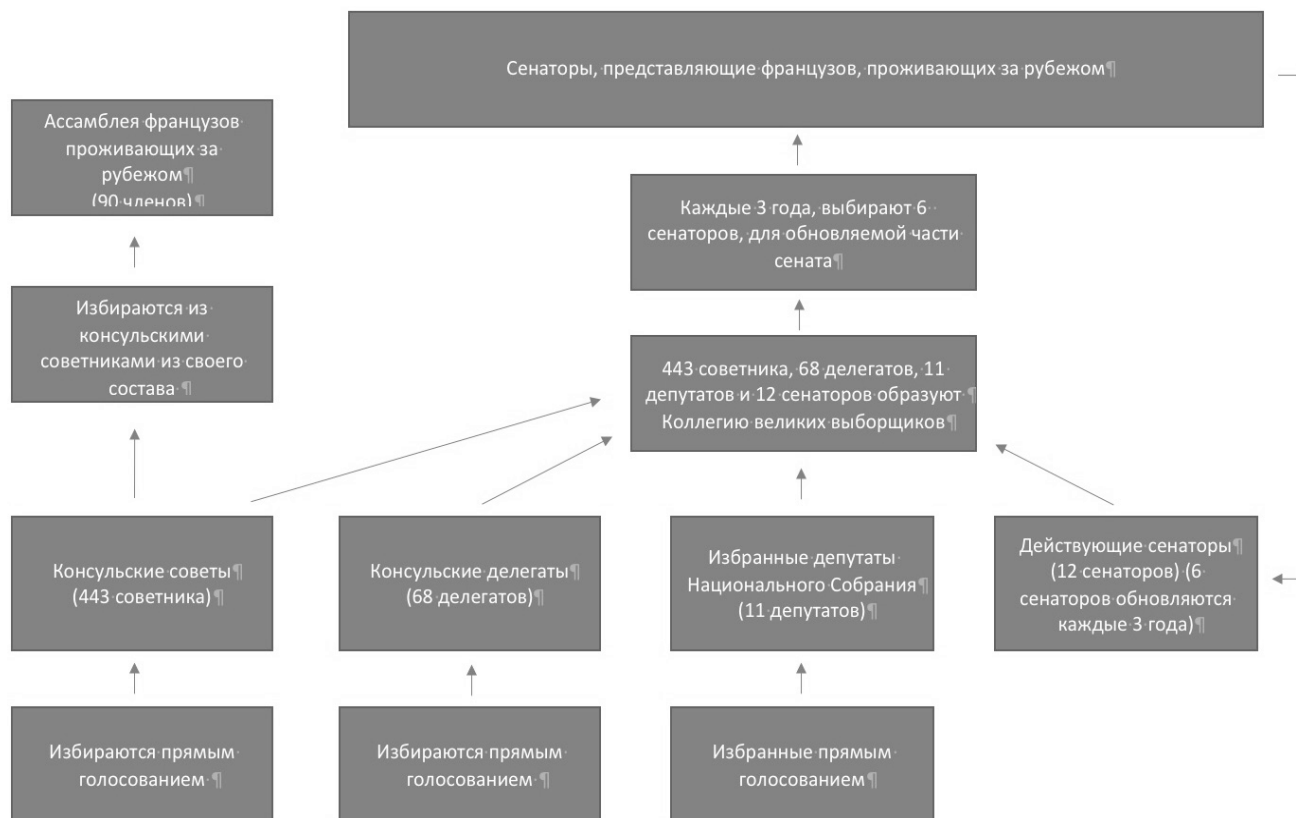 Сенаторы, представляющие французов, проживающих за рубежом
Ассамблея французов
проживающих за
рубежом
(90 членов)
Каждые 3 года, выбирают 6
сенаторов, для обновляемой части
сената
Избираются из
консульскими
советниками из своего
состава
443 советника, 68 делегатов, 11
депутатов и 12 сенаторов образуют
Коллегию великих выборщиков
Консульские советы
(443 советника)
Консульские делегаты
(68 делегатов)
Избранные депутаты
Национального Собрания
(11 депутатов)
Действующие сенаторы
(12 сенаторов) (6
сенаторов обновляются
каждые 3 года)
Избираются прямым
голосованием
Избираются прямым
голосованием
Избранные прямым
голосованием